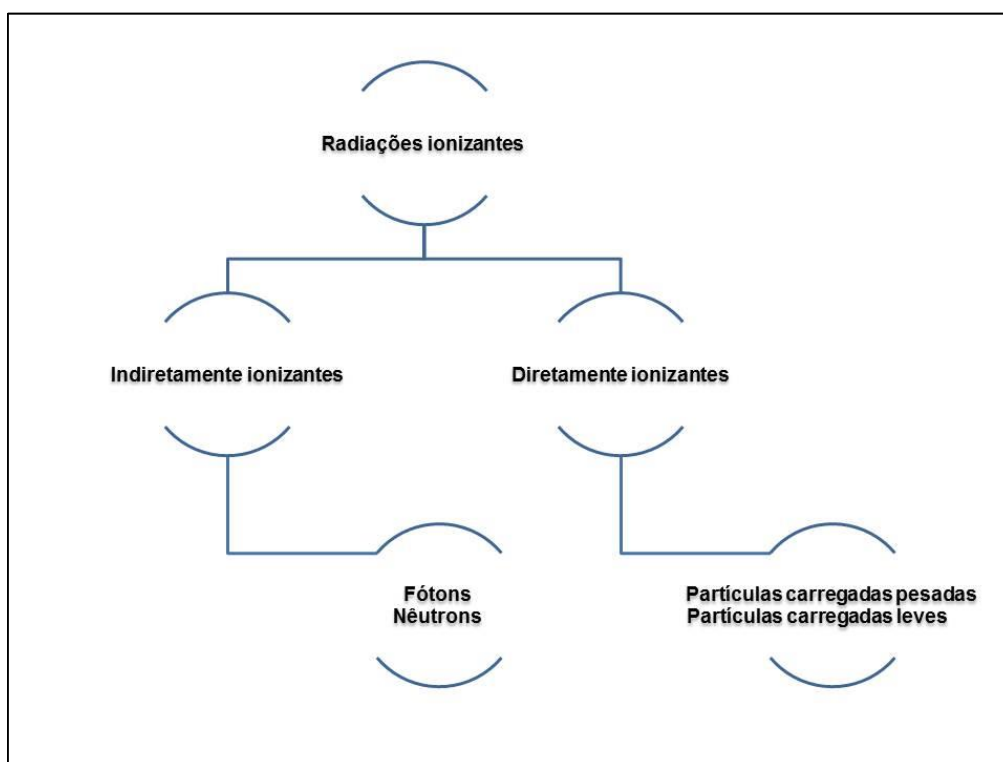 Radiações ionizantes
Indiretamente ionizantes
Diretamente ionizantes
Fótons
Nêutrons
Partículas carregadas pesadas
Partículas carregadas leves